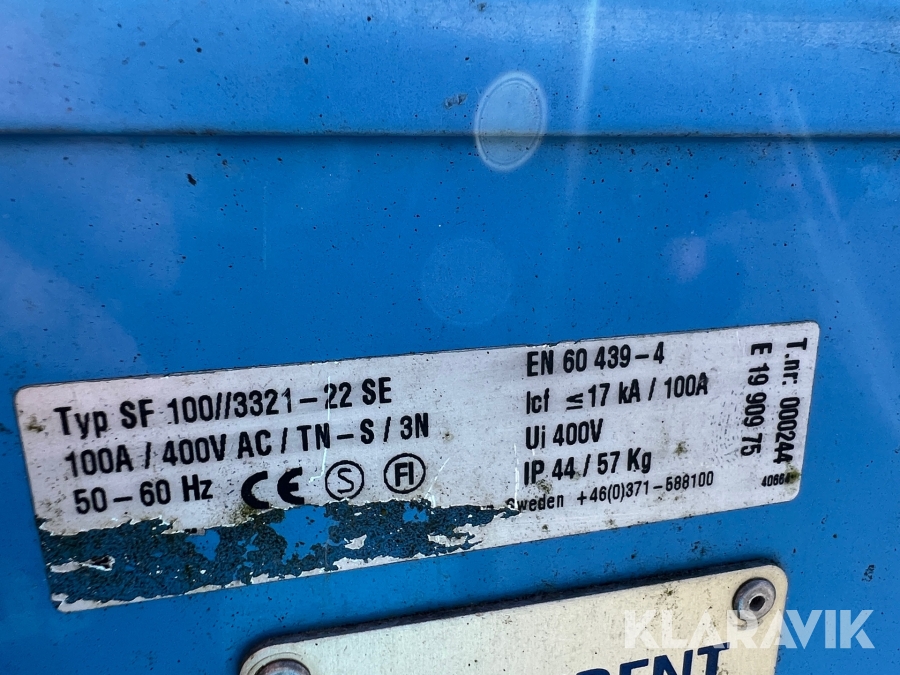 Typ SF 100//3321-22 SE
100A / 400V AC / TN-S / 3N
50-60 Hz CE S FI
EN 60 439-4
Icf ≤17 kA / 100A
Ui 400V
IP 44 / 57 Kg
Sweden +46(0)371-588100
T.nr. 000244
E 19 909 75
KLARAVIK